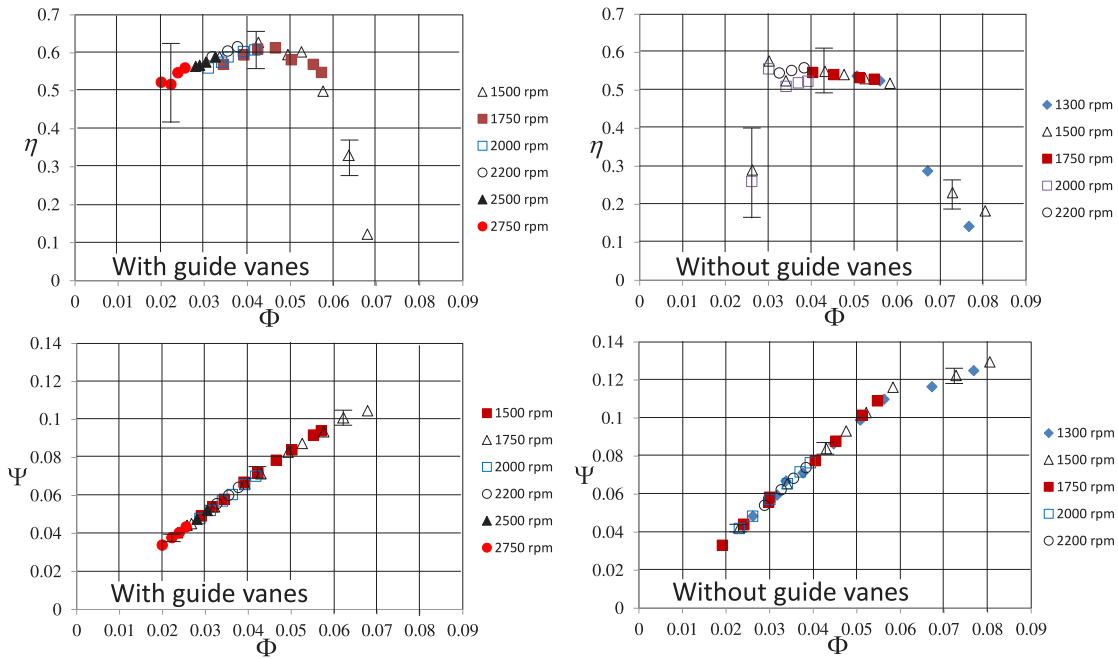 0.7
0.6
0.5
0.4
0.3
0.2
0.1
0
η
0 0.01 0.02 0.03 0.04 0.05 0.06 0.07 0.08 0.09
Φ
With guide vanes
1500 rpm
1750 rpm
2000 rpm
2200 rpm
2500 rpm
2750 rpm
0.7
0.6
0.5
0.4
0.3
0.2
0.1
0
η
0 0.01 0.02 0.03 0.04 0.05 0.06 0.07 0.08 0.09
Φ
Without guide vanes
1300 rpm
1500 rpm
1750 rpm
2000 rpm
2200 rpm
0.14
0.12
0.1
0.08
0.06
0.04
0.02
0
Ψ
0 0.01 0.02 0.03 0.04 0.05 0.06 0.07 0.08 0.09
Φ
With guide vanes
1500 rpm
1750 rpm
2000 rpm
2200 rpm
2500 rpm
2750 rpm
0.14
0.12
0.1
0.08
0.06
0.04
0.02
0
Ψ
0 0.01 0.02 0.03 0.04 0.05 0.06 0.07 0.08 0.09
Φ
Without guide vanes
1300 rpm
1500 rpm
1750 rpm
2000 rpm
2200 rpm